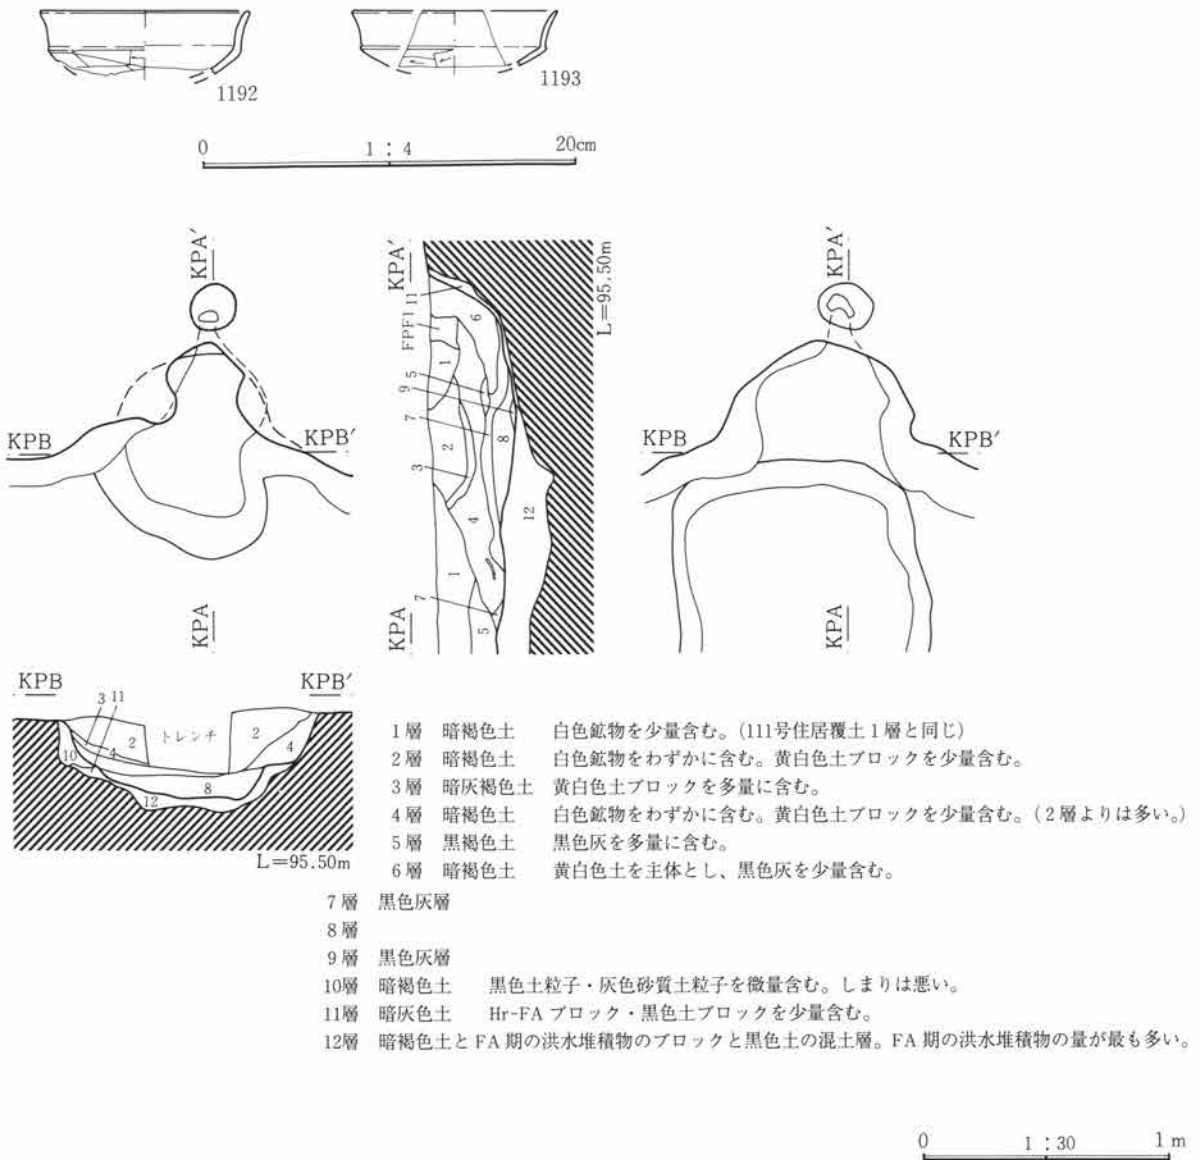 1192
1193
0 1 : 4 20cm
KPA′
KPB KPB′
KPA
KPA′
L=95.50m
FPF1
11
6
1
5
9
7
8
2
3
4
12
1
7
5
KPA
KPA′
KPB KPB′
KPA
KPB KPB′
3 11
2 トレンチ 2
10 4 4
8
12
L=95.50m
1層 暗褐色土 白色鉱物を少量含む。(111号住居覆土1層と同じ)
2層 暗褐色土 白色鉱物をわずかに含む。黄白色土ブロックを少量含む。
3層 暗灰褐色土 黄白色土ブロックを多量に含む。
4層 暗褐色土 白色鉱物をわずかに含む。黄白色土ブロックを少量含む。(2層よりは多い。)
5層 黒褐色土 黒色灰を多量に含む。
6層 暗褐色土 黄白色土を主体とし、黒色灰を少量含む。
7層 黒色灰層
8層
9層 黒色灰層
10層 暗褐色土 黒色土粒子・灰色砂質土粒子を微量含む。しまりは悪い。
11層 暗灰色土 Hr-FA ブロック・黒色土ブロックを少量含む。
12層 暗褐色土とFA期の洪水堆積物のブロックと黒色土の混土層。FA期の洪水堆積物の量が最も多い。
0 1 : 30 1 m